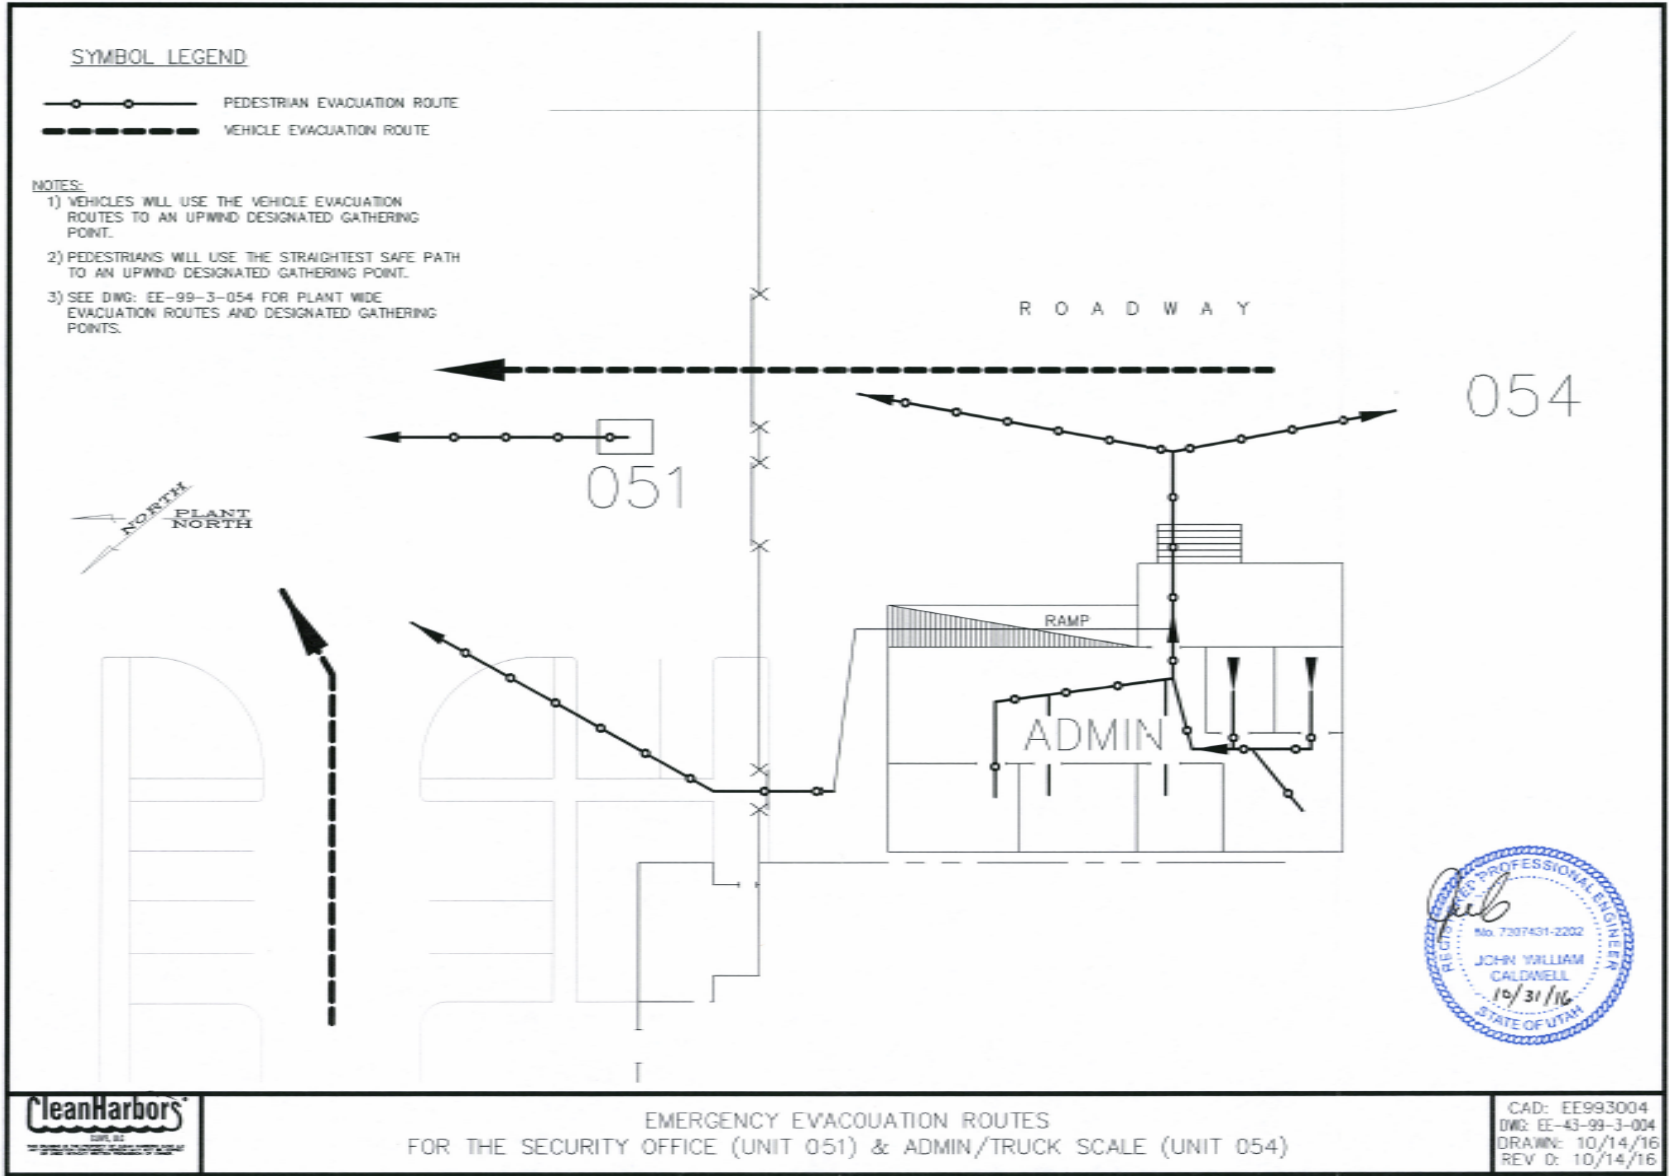 SYMBOL LEGEND
PEDESTRIAN EVACUATION ROUTE
VEHICLE EVACUATION ROUTE
NOTES:
1) VEHICLES WILL USE THE VEHICLE EVACUATION
ROUTES TO AN UPWIND DESIGNATED GATHERING
POINT.
2) PEDESTRIANS WILL USE THE STRAIGHTEST SAFE PATH
TO AN UPWIND DESIGNATED GATHERING POINT.
3) SEE DWG: EE-99-3-054 FOR PLANT WIDE
EVACUATION ROUTES AND DESIGNATED GATHERING
POINTS.
ROADWAY
054
051
NORTH
PLANT
NORTH
RAMP
ADMIN
REGISTERED PROFESSIONAL ENGINEER
No. 7207431-2202
JOHN WILLIAM
CALDWELL
10/31/16
STATE OF UTAH
CleanHarbors
EMERGENCY EVACOUATION ROUTES
FOR THE SECURITY OFFICE (UNIT 051) & ADMIN/TRUCK SCALE (UNIT 054)
CAD: EE993004
DWG: EE-43-99-3-004
DRAWN: 10/14/16
REV 0: 10/14/16